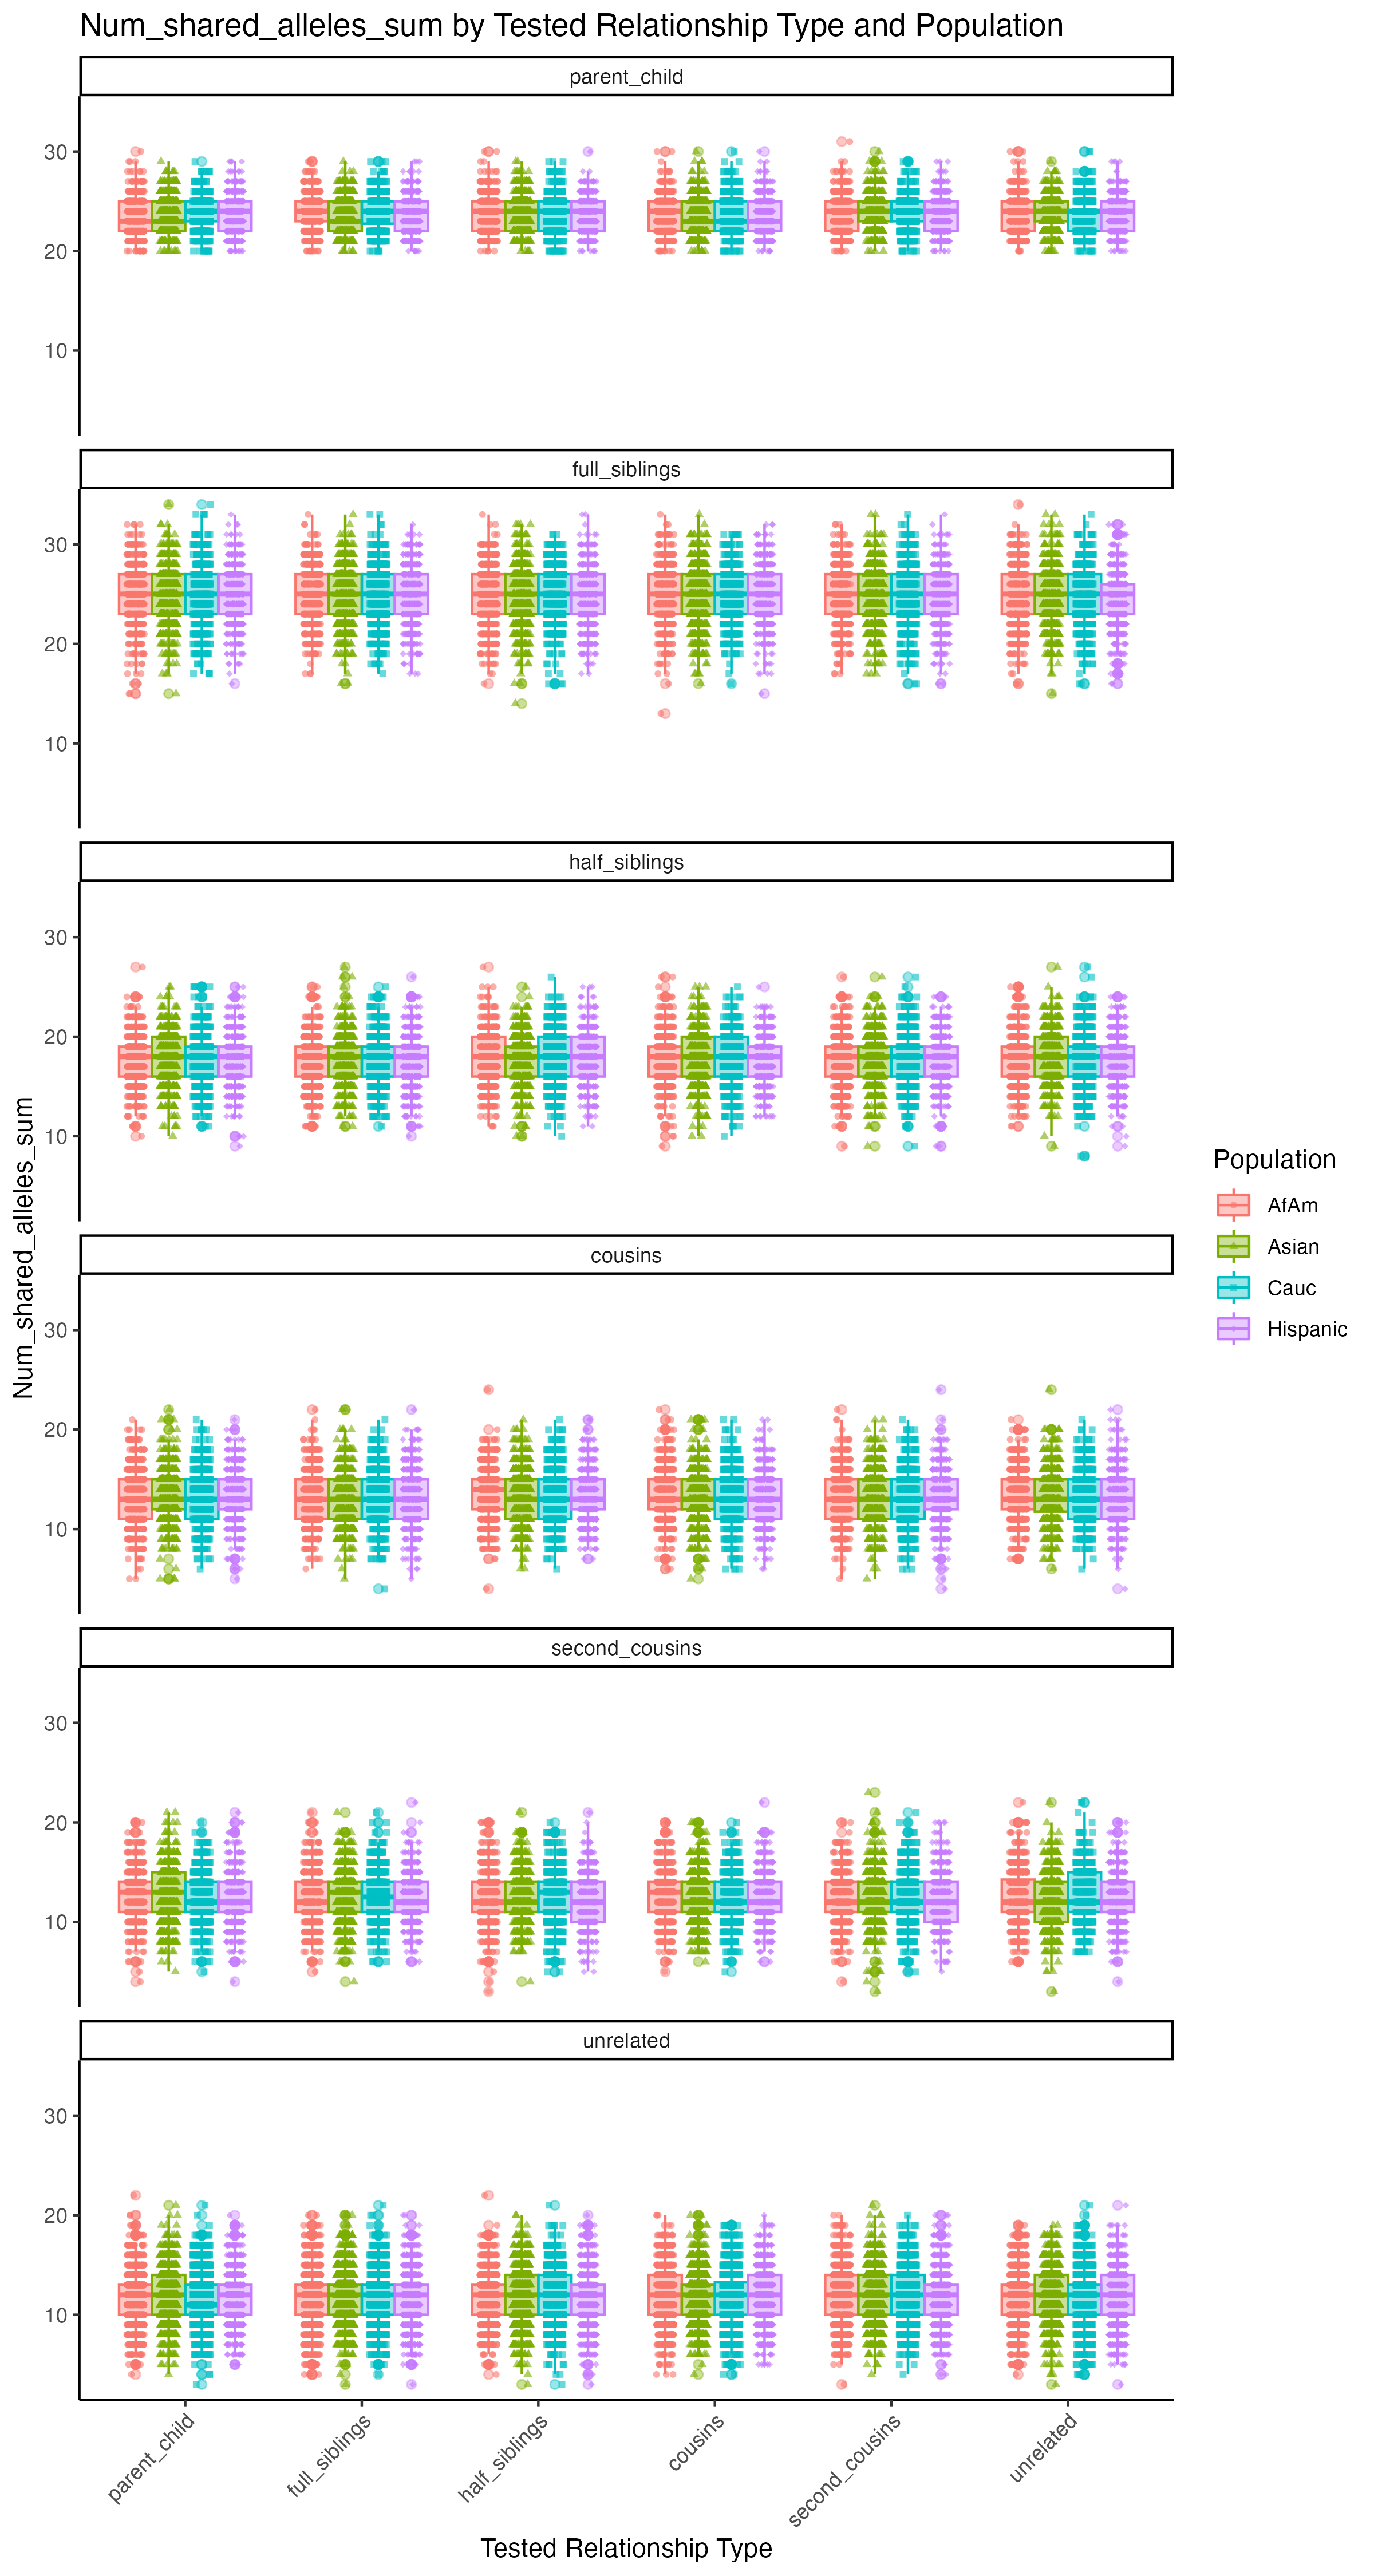 Num_shared_alleles_sum by Tested Relationship Type and Population
parent_child
30
20
10
full_siblings
30
20
10
half_siblings
30
20
10
cousins
30
20
10
second_cousins
30
20
10
unrelated
30
20
10
Num_shared_alleles_sum
parent_child
full_siblings
half_siblings
cousins
second_cousins
unrelated
Tested Relationship Type
Population
AfAm
Asian
Cauc
Hispanic